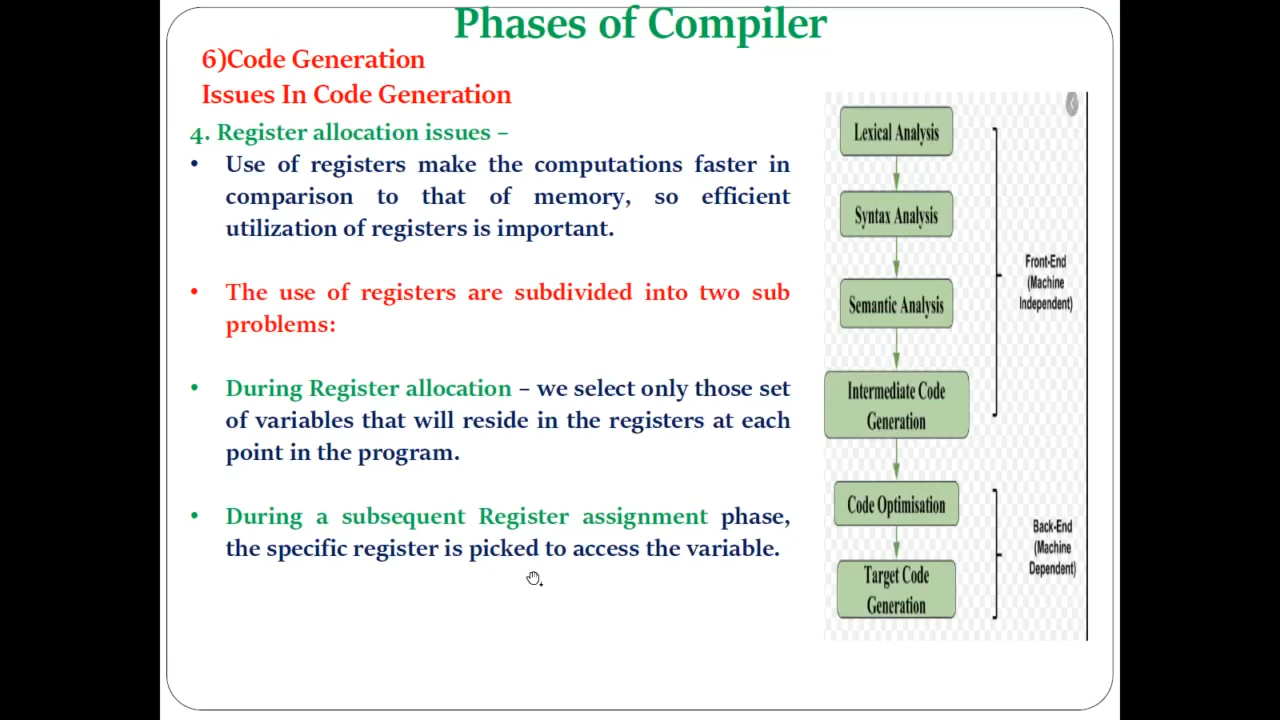 Phases of Compiler
6)Code Generation
Issues In Code Generation
4. Register allocation issues –
• Use of registers make the computations faster in
comparison to that of memory, so efficient
utilization of registers is important.
• The use of registers are subdivided into two sub
problems:
• During Register allocation – we select only those set
of variables that will reside in the registers at each
point in the program.
• During a subsequent Register assignment phase,
the specific register is picked to access the variable.
Lexical Analysis
Syntax Analysis
Semantic Analysis
Intermediate Code
Generation
Front-End
(Machine
Independent)
Code Optimisation
Target Code
Generation
Back-End
(Machine
Dependent)